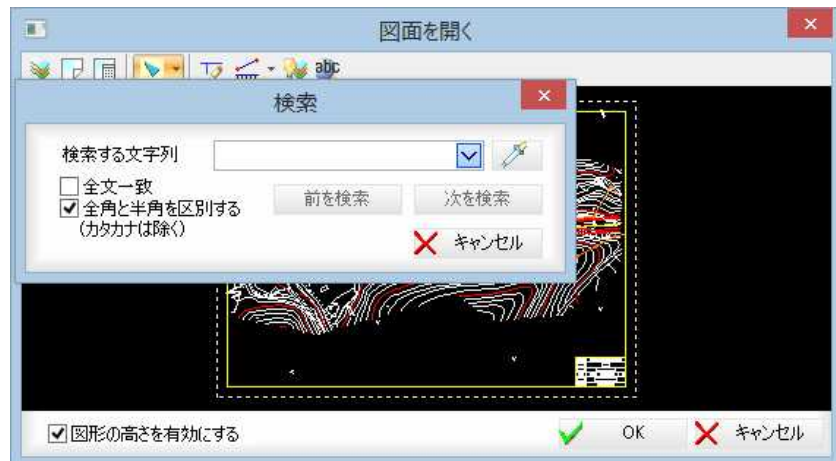 図面を開く
abc
検索
検索する文字列
全文一致
全角と半角を区別する
(カタカナは除く)
前を検索
次を検索
キャンセル
図形の高さを有効にする
OK
キャンセル